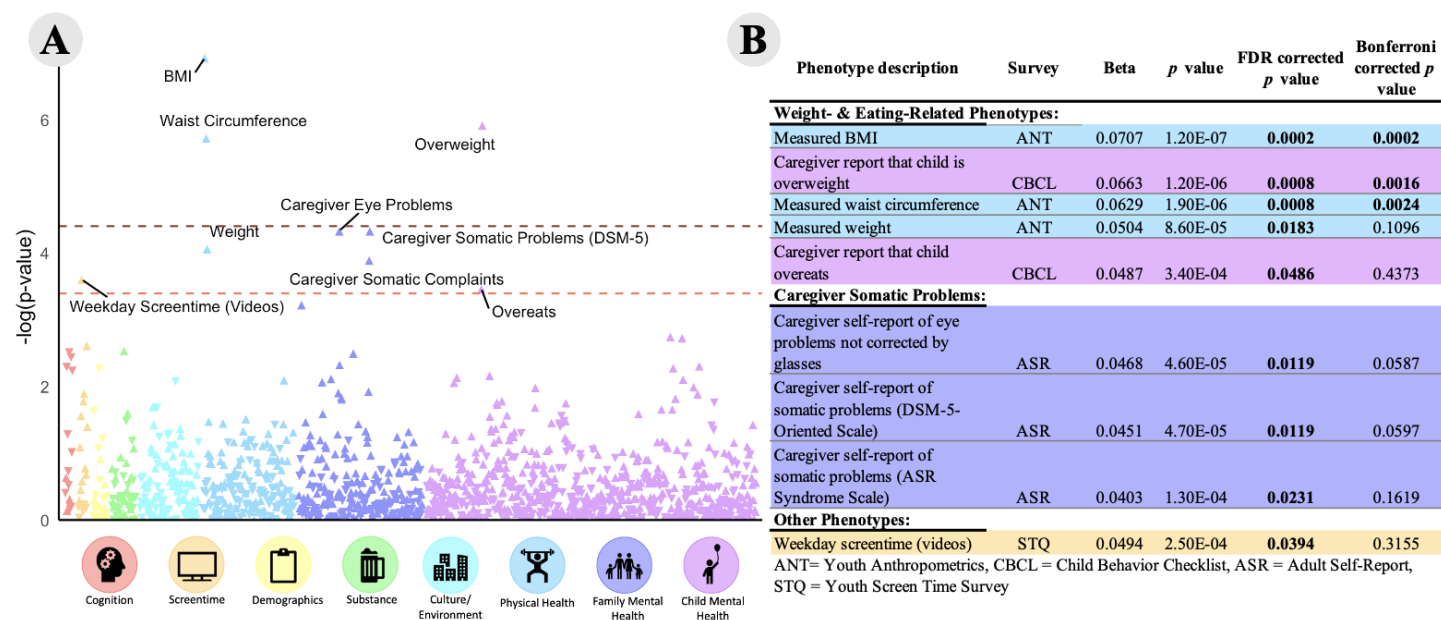 A
BMI
Waist Circumference
Overweight
Caregiver Eye Problems
Weight
Caregiver Somatic Problems (DSM-5)
Caregiver Somatic Complaints
Weekday Screentime (Videos)
Overeats
-log(p-value)
6
4
2
0
Cognition
Screentime
Demographics
Substance
Culture/
Environment
Physical Health
Family Mental
Health
Child Mental
Health
B
Phenotype description Survey Beta p value FDR corrected p value Bonferroni corrected p value
Weight- & Eating-Related Phenotypes:
Measured BMI ANT 0.0707 1.20E-07 0.0002 0.0002
Caregiver report that child is
overweight CBCL 0.0663 1.20E-06 0.0008 0.0016
Measured waist circumference ANT 0.0629 1.90E-06 0.0008 0.0024
Measured weight ANT 0.0504 8.60E-05 0.0183 0.1096
Caregiver report that child
overeats CBCL 0.0487 3.40E-04 0.0486 0.4373
Caregiver Somatic Problems:
Caregiver self-report of eye
problems not corrected by
glasses ASR 0.0468 4.60E-05 0.0119 0.0587
Caregiver self-report of
somatic problems (DSM-5-
Oriented Scale) ASR 0.0451 4.70E-05 0.0119 0.0597
Caregiver self-report of
somatic problems (ASR
Syndrome Scale) ASR 0.0403 1.30E-04 0.0231 0.1619
Other Phenotypes:
Weekday screentime (videos) STQ 0.0494 2.50E-04 0.0394 0.3155
ANT= Youth Anthropometrics, CBCL = Child Behavior Checklist, ASR = Adult Self-Report,
STQ = Youth Screen Time Survey